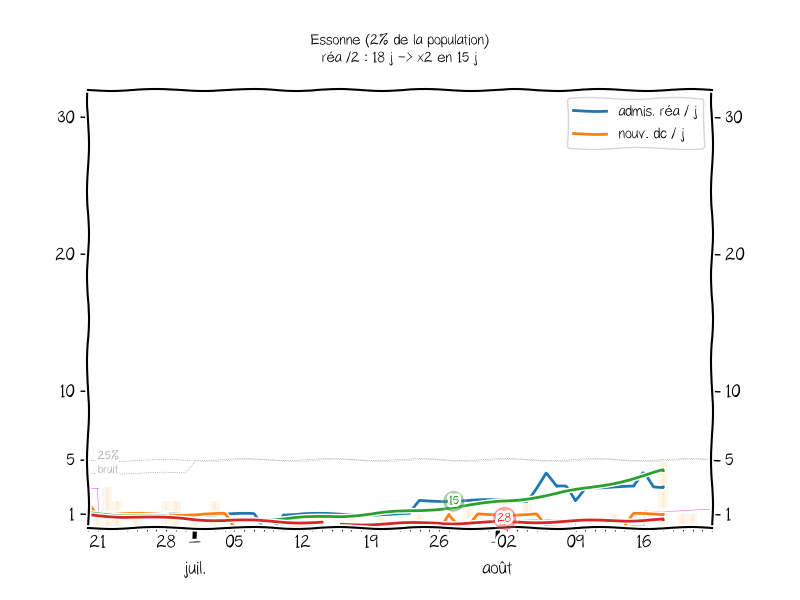 Essonne (2% de la population)
réa /2 : 18 j -> x2 en 15 j
admis. réa / j
nouv. dc / j
30
30
20
20
10
10
5
5
1
1
25%
bruit
15
28
21 28 05 12 19 26 02 09 16
juil. août